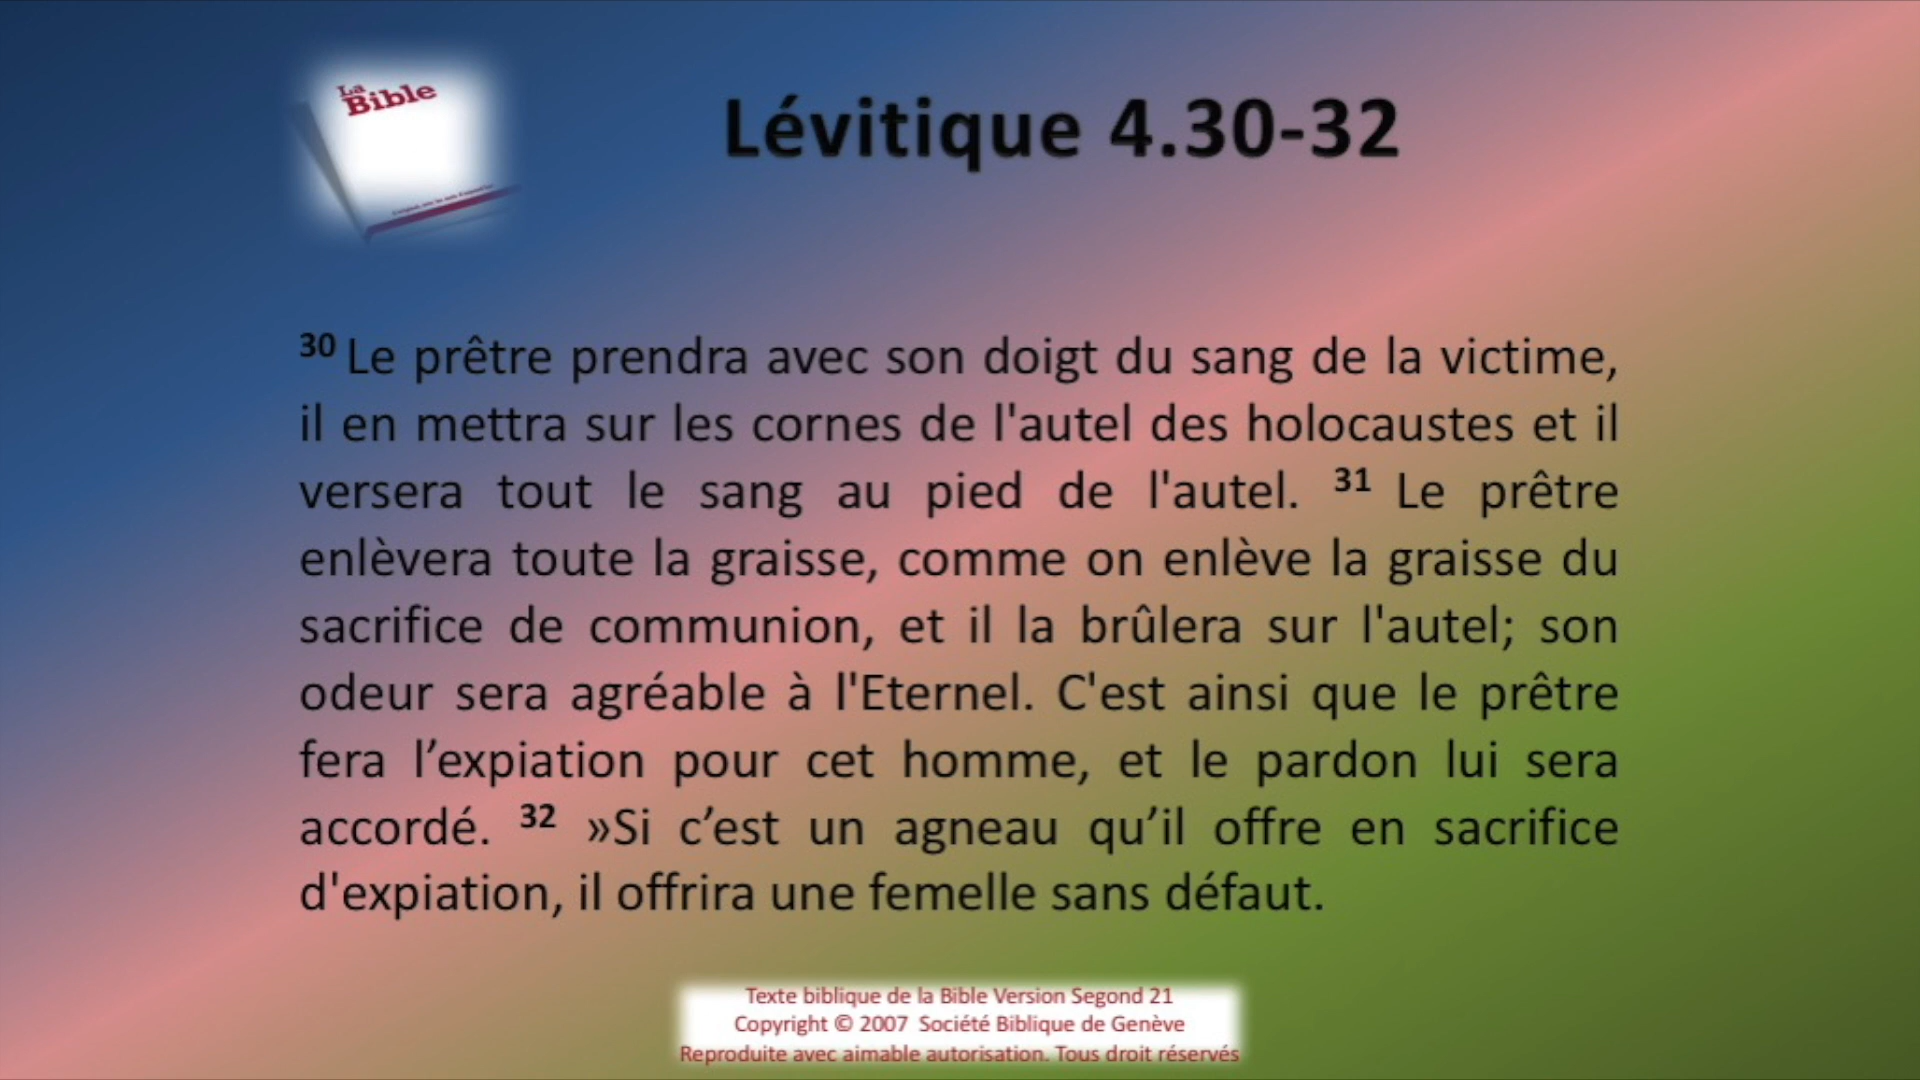 La
Bible
Lévitique 4.30-32
30 Le prêtre prendra avec son doigt du sang de la victime,
il en mettra sur les cornes de l'autel des holocaustes et il
versera tout le sang au pied de l'autel. 31 Le prêtre
enlèvera toute la graisse, comme on enlève la graisse du
sacrifice de communion, et il la brûlera sur l'autel; son
odeur sera agréable à l'Eternel. C'est ainsi que le prêtre
fera l’expiation pour cet homme, et le pardon lui sera
accordé. 32 »Si c’est un agneau qu’il offre en sacrifice
d'expiation, il offrira une femelle sans défaut.
Texte biblique de la Bible Version Segond 21
Copyright © 2007 Société Biblique de Genève
Reproduite avec aimable autorisation. Tous droit réservés